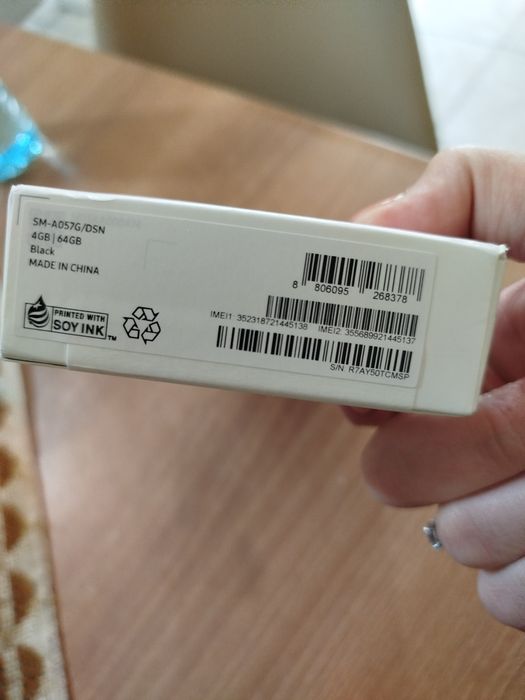 SM-A057G/DSN
4GB | 64GB
Black
MADE IN CHINA
PRINTED WITH
SOY INK™
8 806095 268378
IMEI1 352318721445138 IMEI2. 355689921445137
S/N R7AY50TCMSP